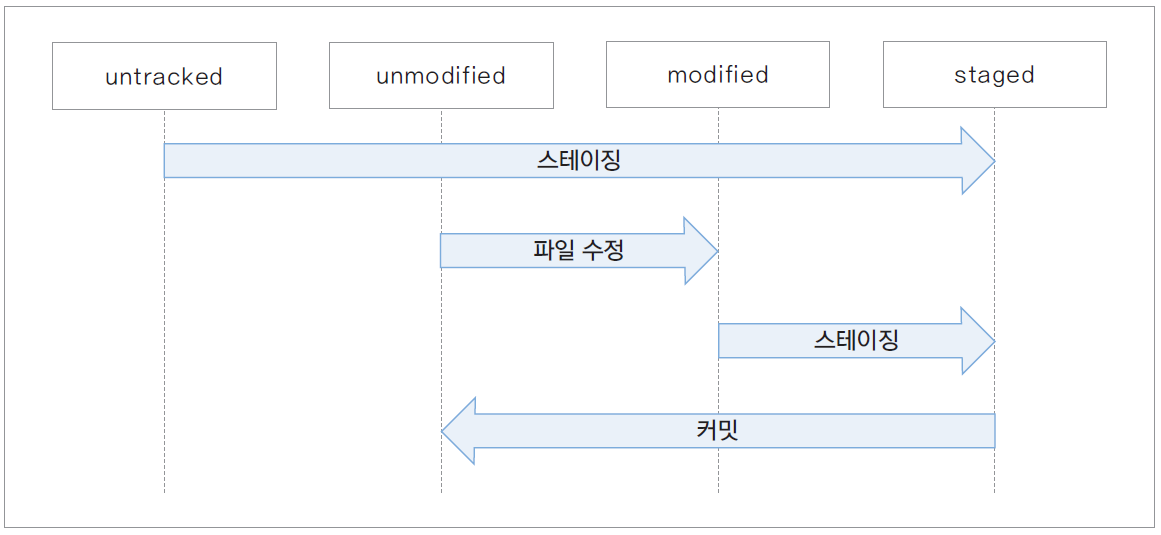 untracked
unmodified
modified
staged
스테이징
파일 수정
스테이징
커밋